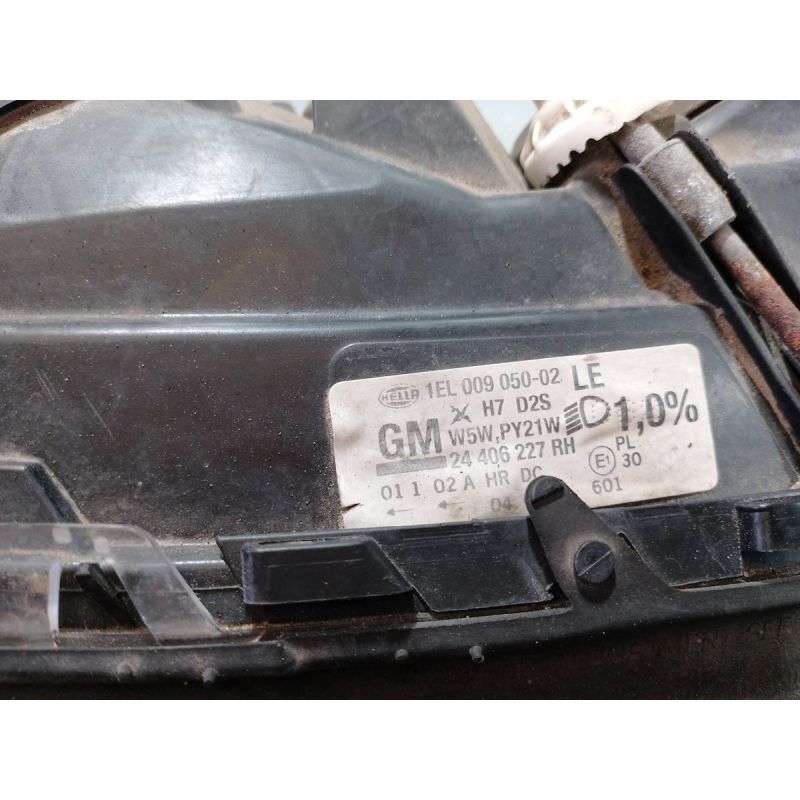 HELLA 1EL 009 050-02 LE
H7 D2S
GM W5W,PY21W 1,0%
24 406 227 RH
01 1 02 A HR DC E1 PL 30
04 601